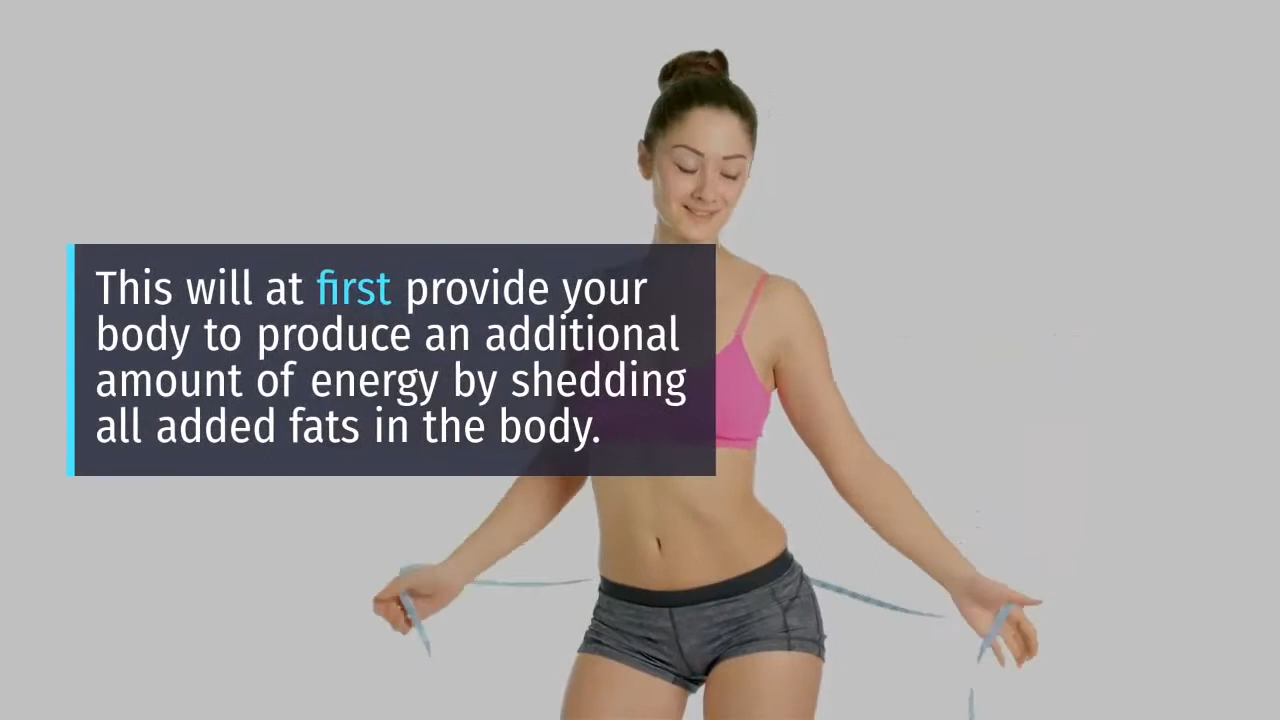 This will at first provide your
body to produce an additional
amount of energy by shedding
all added fats in the body.